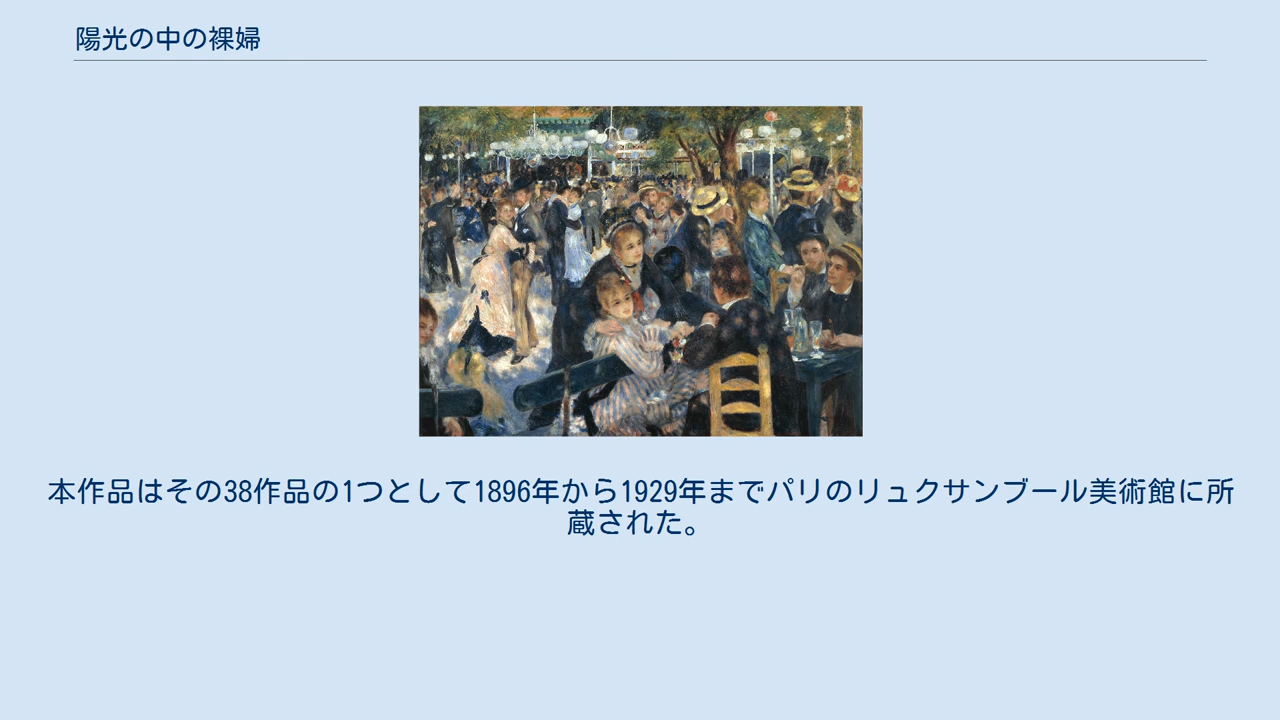 陽光の中の裸婦
本作品はその38作品の1つとして1896年から1929年までパリのリュクサンブール美術館に所
蔵された。